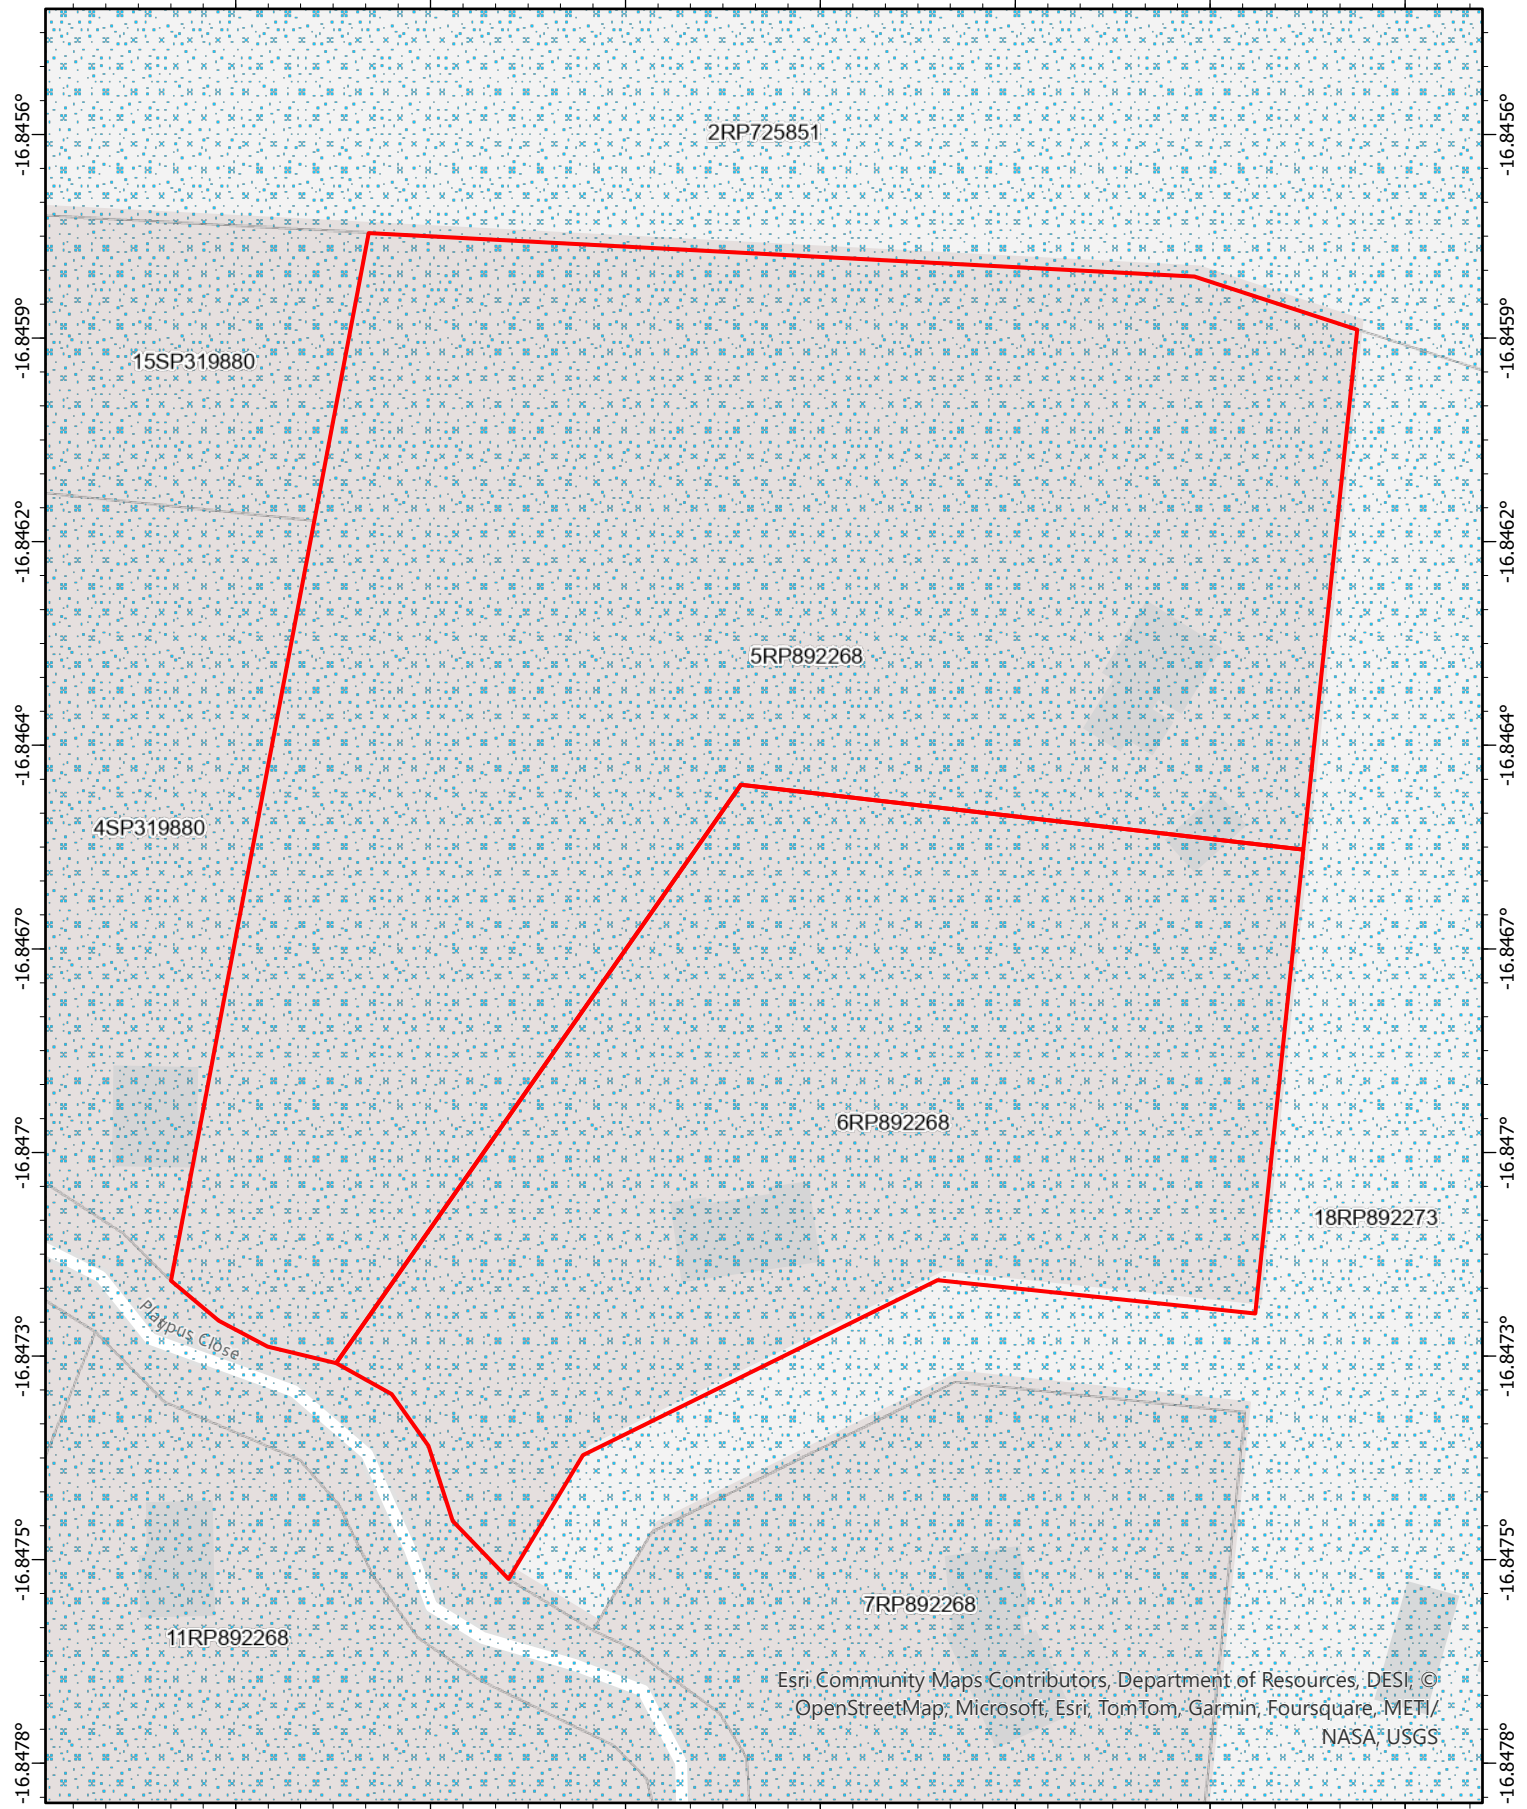 -16.8456°
-16.8456°
2RP725851
-16.8459°
-16.8459°
15SP319880
-16.8462°
-16.8462°
5RP892268
-16.8464°
-16.8464°
4SP319880
-16.8467°
-16.8467°
6RP892268
-16.847°
-16.847°
18RP892273
Platypus Close
-16.8473°
-16.8473°
-16.8475°
-16.8475°
7RP892268
11RP892268
Esri Community Maps Contributors, Department of Resources, DESI, ©
OpenStreetMap, Microsoft, Esri, TomTom, Garmin, Foursquare, METI/
NASA, USGS
-16.8478°
-16.8478°